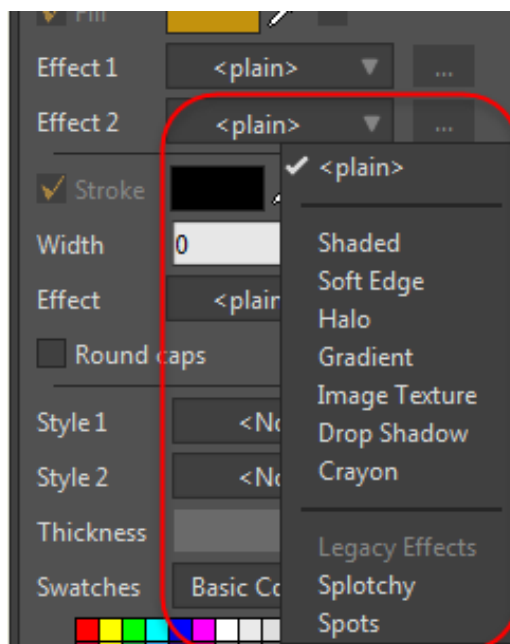 Fill
Effect 1 <plain> ...
Effect 2 <plain> ...
<plain>
Stroke
Shaded
Width 0
Soft Edge
Effect <plain
Halo
Round caps
Gradient
Image Texture
Style 1 <No
Drop Shadow
Style 2 <No
Crayon
Thickness
Legacy Effects
Swatches Basic Co
Splotchy
Spots